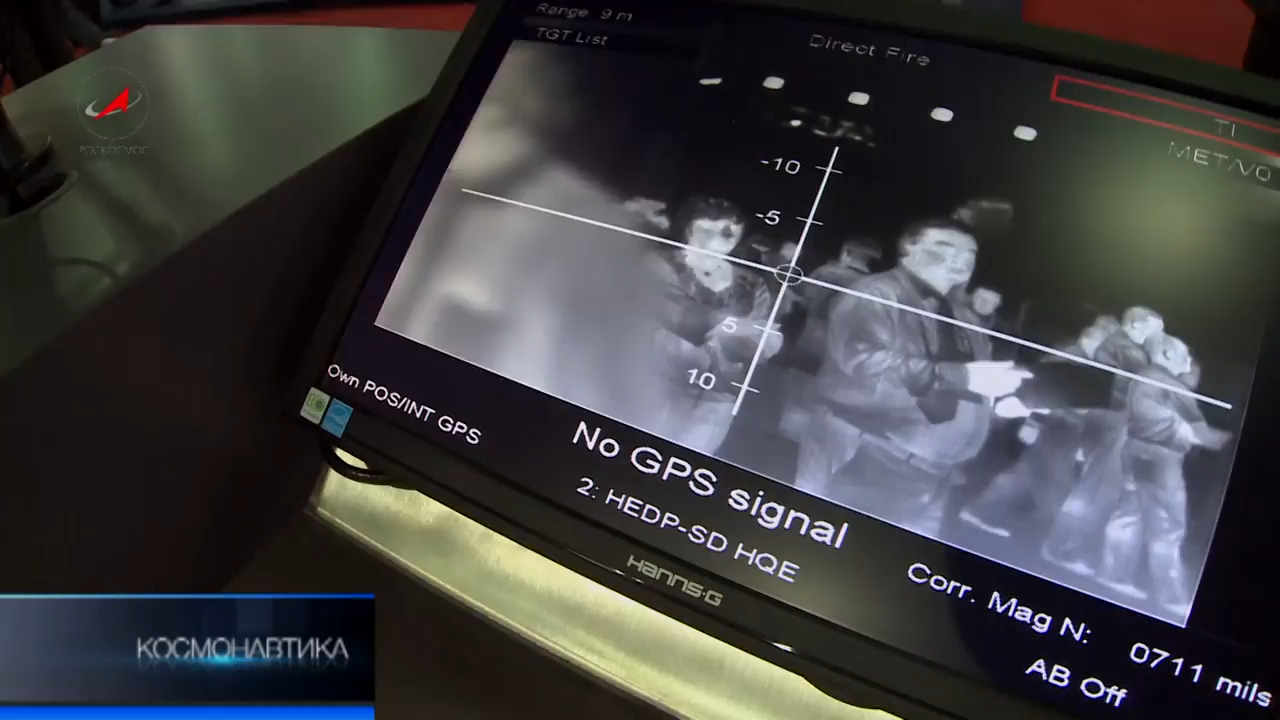 Range 9 m
TGT List
Direct Fire
TI
MET/V0
РОСКОСМОС
-10
-5
5
10
Own POS/INT GPS
No GPS signal
2: HEDP-SD HQE
HANNS·G
Corr. Mag N: 0711 mils
AB Off
КОСМОНАВТИКА